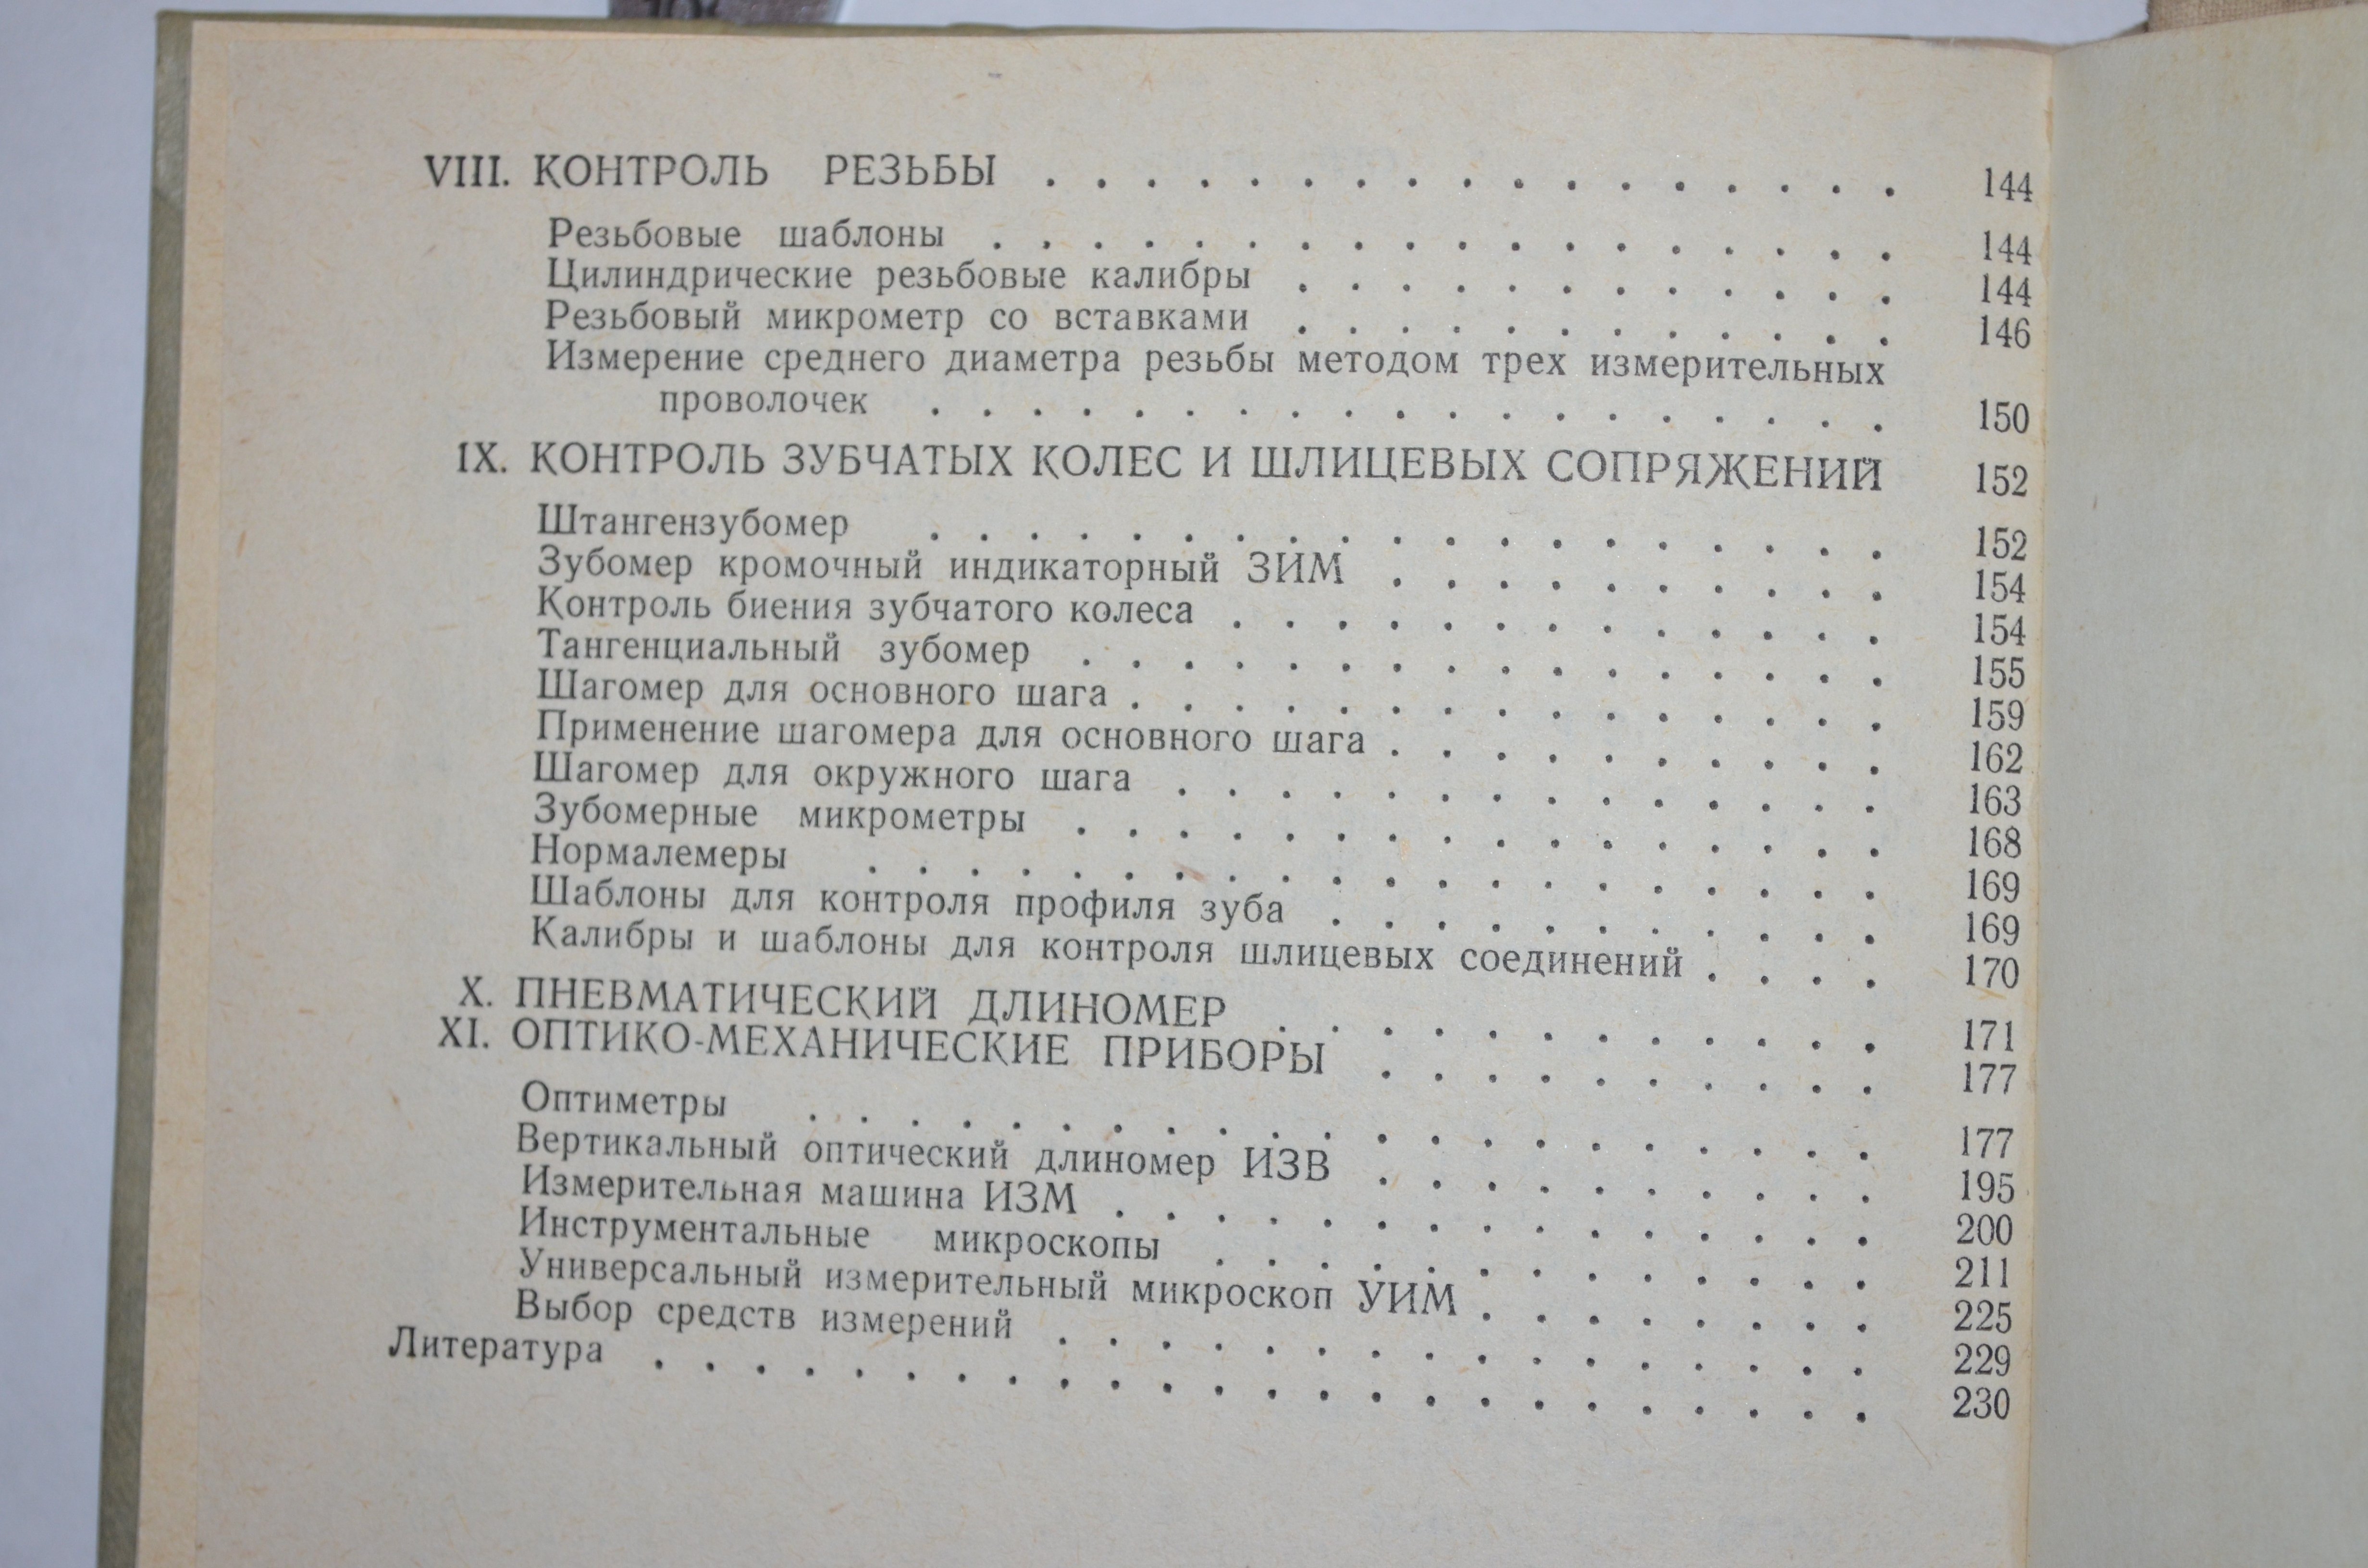 VIII. КОНТРОЛЬ РЕЗЬБЫ . . . . . . . . . . . . . . . . . 144
Резьбовые шаблоны . . . . . . . . . . . . . . . . . . 144
Цилиндрические резьбовые калибры . . . . . . . . . . . . 144
Резьбовый микрометр со вставками . . . . . . . . . . . . 146
Измерение среднего диаметра резьбы методом трех измерительных
проволочек . . . . . . . . . . . . . . . . . . . 150
IX. КОНТРОЛЬ ЗУБЧАТЫХ КОЛЕС И ШЛИЦЕВЫХ СОПРЯЖЕНИЙ 152
Штангензубомер . . . . . . . . . . . . . . . . . . . 152
Зубомер кромочный индикаторный ЗИМ . . . . . . . . . . 154
Контроль биения зубчатого колеса . . . . . . . . . . . . . 154
Тангенциальный зубомер . . . . . . . . . . . . . . . . 155
Шагомер для основного шага . . . . . . . . . . . . . . . 159
Применение шагомера для основного шага . . . . . . . . . . 162
Шагомер для окружного шага . . . . . . . . . . . . . . 163
Зубомерные микрометры . . . . . . . . . . . . . . . . 168
Нормалемеры . . . . . . . . . . . . . . . . . . . . 169
Шаблоны для контроля профиля зуба . . . . . . . . . . . 169
Калибры и шаблоны для контроля шлицевых соединений . . . . 170
X. ПНЕВМАТИЧЕСКИЙ ДЛИНОМЕР . . . . . . . . . . . . 171
XI. ОПТИКО-МЕХАНИЧЕСКИЕ ПРИБОРЫ . . . . . . . . . . 177
Оптиметры . . . . . . . . . . . . . . . . . . . . . 177
Вертикальный оптический длиномер ИЗВ . . . . . . . . . . 195
Измерительная машина ИЗМ . . . . . . . . . . . . . . . 200
Инструментальные микроскопы . . . . . . . . . . . . . 211
Универсальный измерительный микроскоп УИМ . . . . . . . . 225
Выбор средств измерений . . . . . . . . . . . . . . . . 229
Литература . . . . . . . . . . . . . . . . . . . . . . . . 230